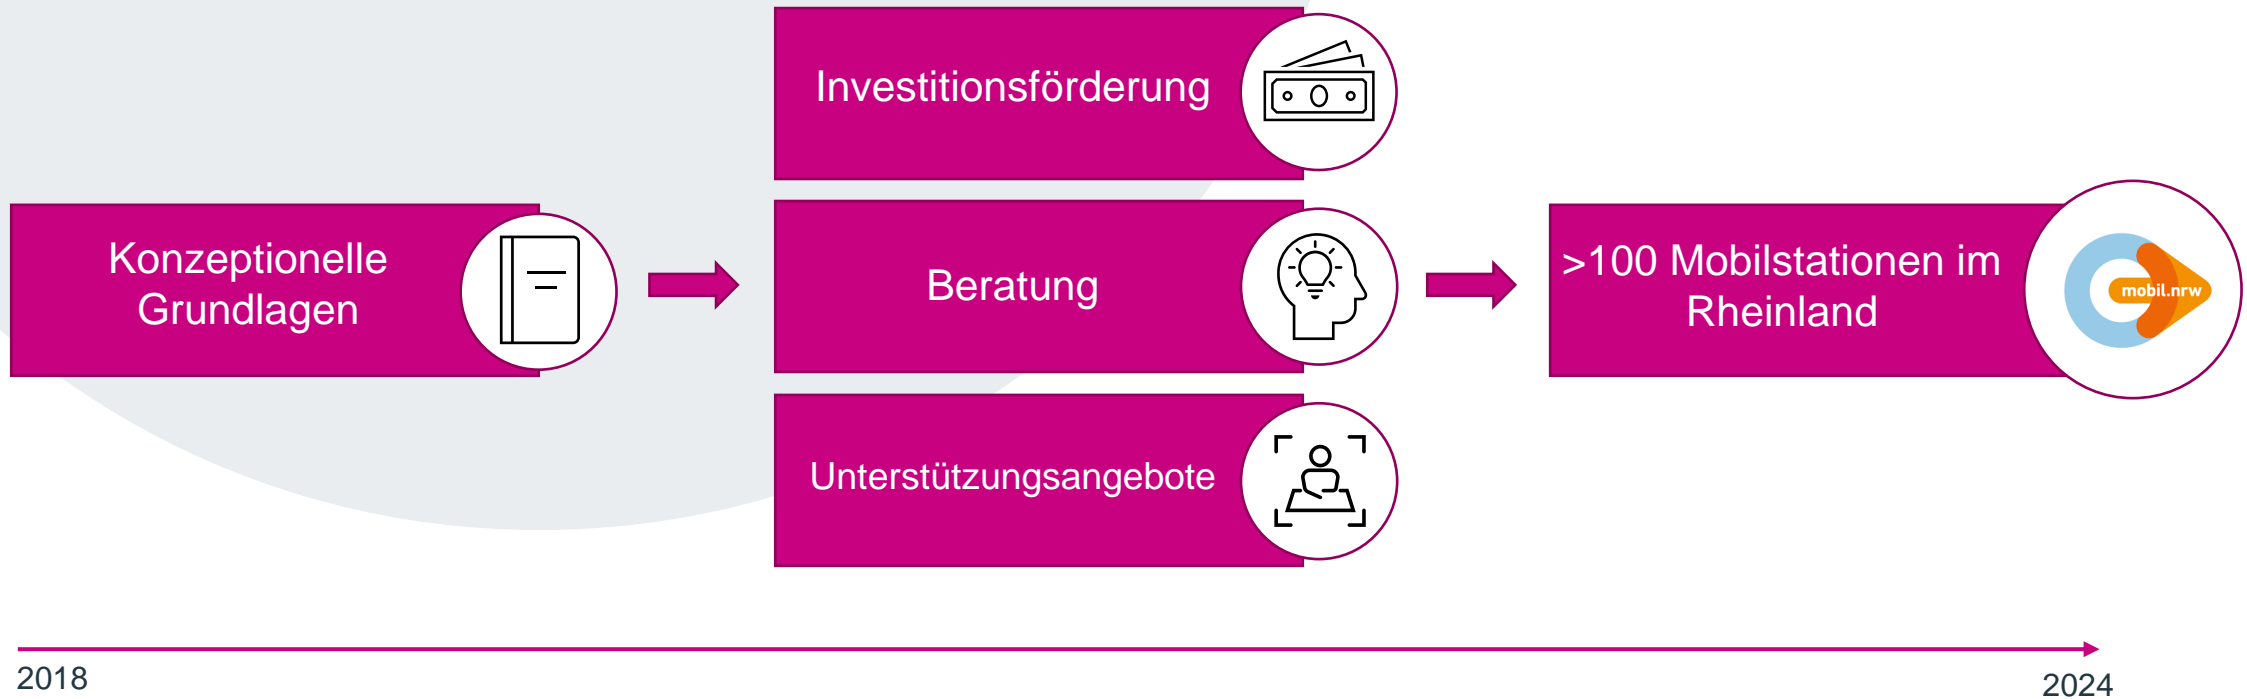 Konzeptionelle
Grundlagen
Investitionsförderung
Beratung
Unterstützungsangebote
>100 Mobilstationen im
Rheinland
mobil.nrw
2018
2024